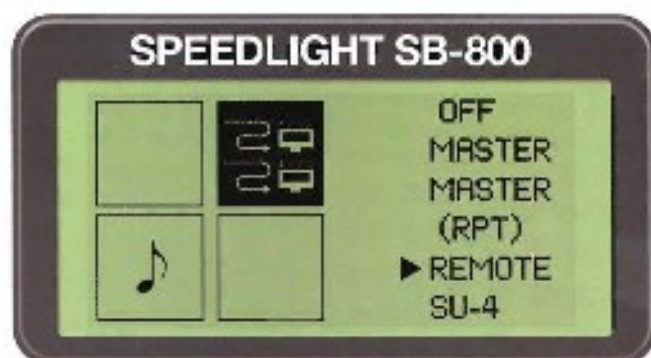 SPEEDLIGHT SB-800
OFF
MASTER
MASTER
(RPT)
▶REMOTE
SU-4